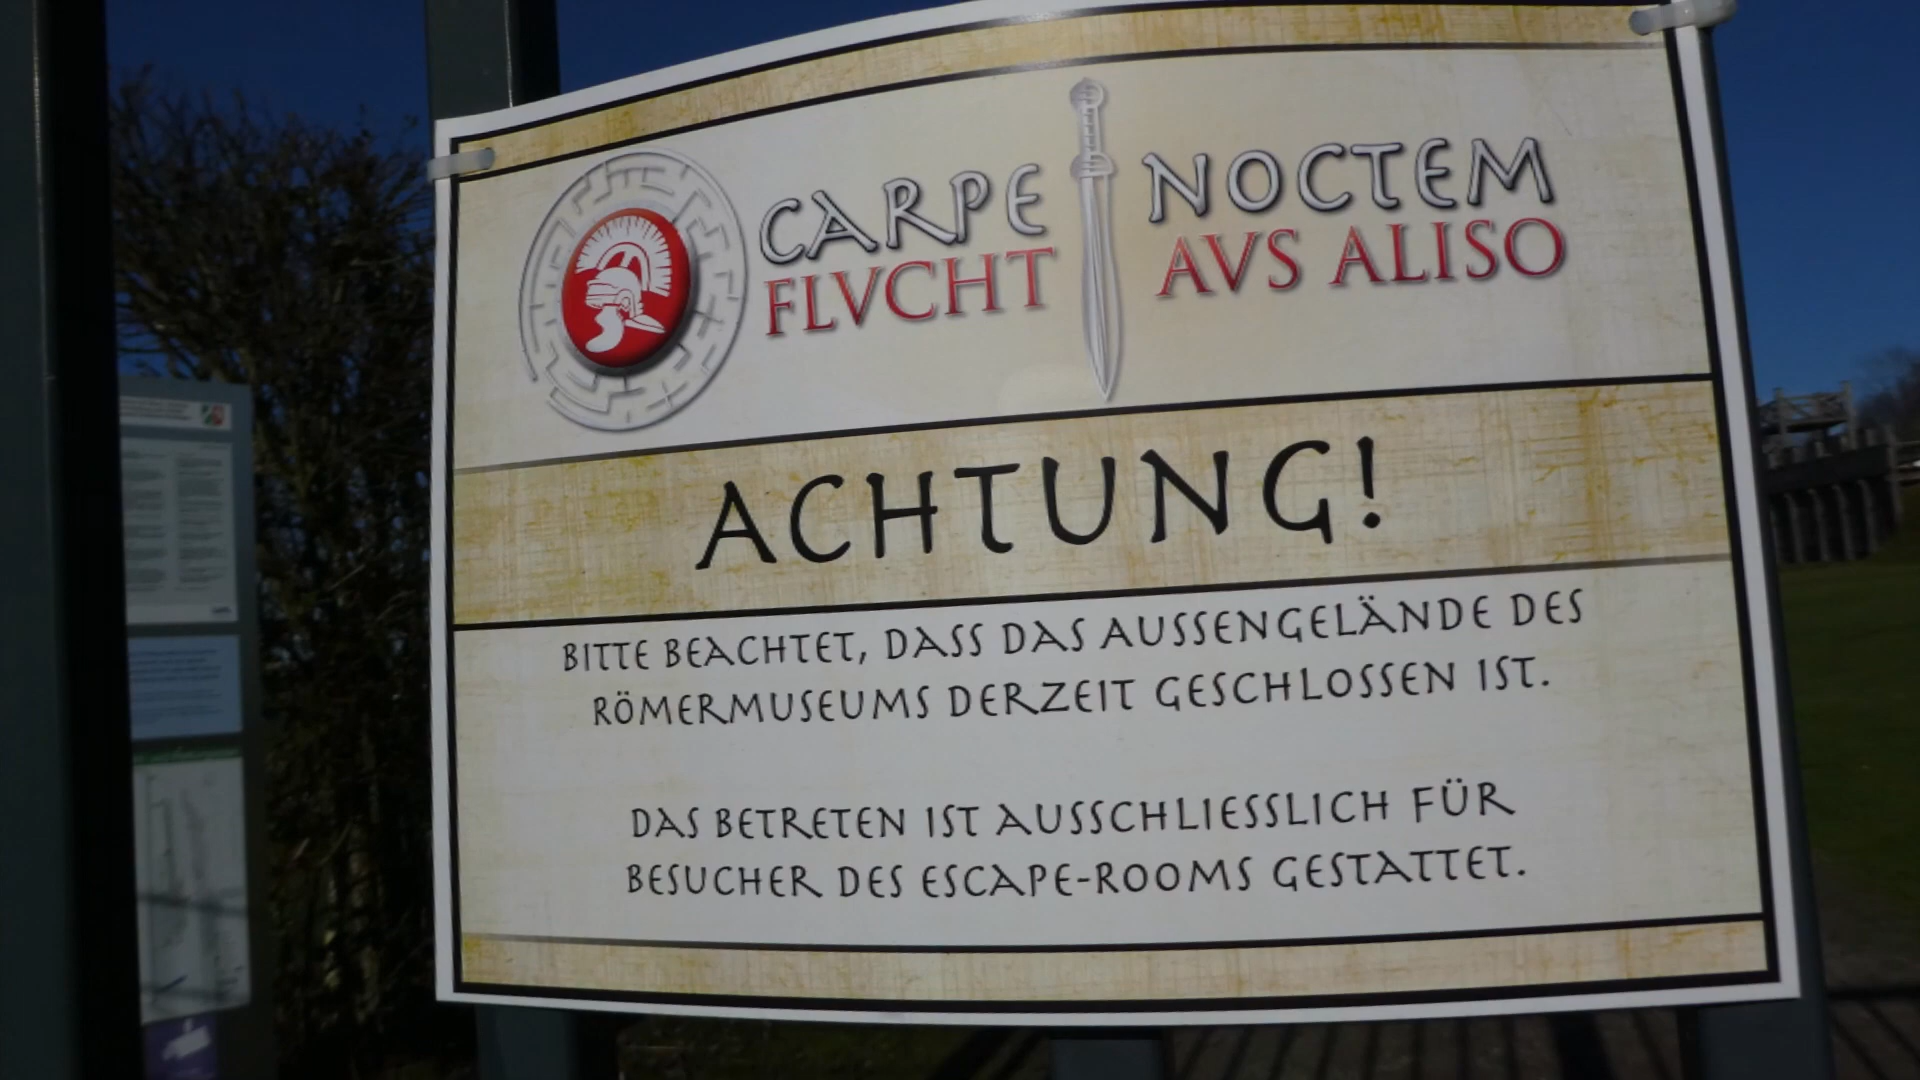 CARPE NOCTEM
FLVCHT AVS ALISO
ACHTUNG!
BITTE BEACHTET, DASS DAS AUSSENGELÄNDE DES
RÖMERMUSEUMS DERZEIT GESCHLOSSEN IST.
DAS BETRETEN IST AUSSCHLIESSLICH FÜR
BESUCHER DES ESCAPE-ROOMS GESTATTET.